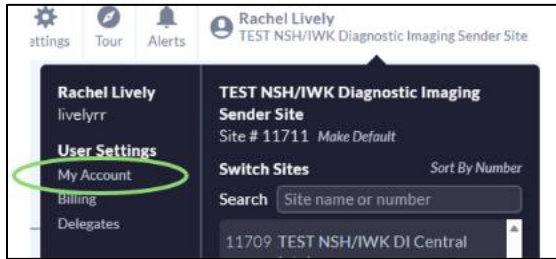 ettings Tour Alerts
Rachel Lively
TEST NSH/IWK Diagnostic Imaging Sender Site
Rachel Lively
livelyrr
User Settings
My Account
Billing
Delegates
TEST NSH/IWK Diagnostic Imaging
Sender Site
Site # 11711 Make Default
Switch Sites Sort By Number
Search Site name or number
11709 TEST NSH/IWK DI Central